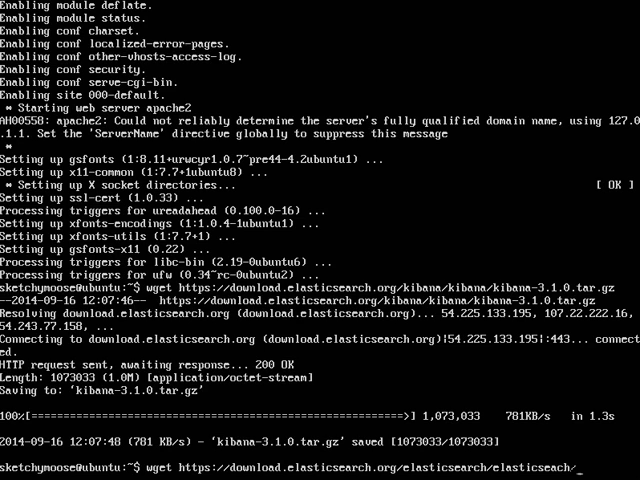 Enabling module deflate.
Enabling module status.
Enabling conf charset.
Enabling conf localized-error-pages.
Enabling conf other-vhosts-access-log.
Enabling conf security.
Enabling conf serve-cgi-bin.
Enabling site 000-default.
 * Starting web server apache2
AH00558: apache2: Could not reliably determine the server's fully qualified domain name, using 127.0
.1.1. Set the 'ServerName' directive globally to suppress this message
 *
Setting up gsfonts (1:8.11+urwcyr1.0.7~pre44-4.2ubuntu1) ...
Setting up x11-common (1:7.7+1ubuntu8) ...
 * Setting up X socket directories... [ OK ]
Setting up ssl-cert (1.0.33) ...
Processing triggers for ureadahead (0.100.0-16) ...
Setting up xfonts-encodings (1:1.0.4-1ubuntu1) ...
Setting up xfonts-utils (1:7.7+1) ...
Setting up gsfonts-x11 (0.22) ...
Processing triggers for libc-bin (2.19-0ubuntu6) ...
Processing triggers for ufw (0.34~rc-0ubuntu2) ...
sketchymoose@ubuntu:~$ wget https://download.elasticsearch.org/kibana/kibana/kibana-3.1.0.tar.gz
--2014-09-16 12:07:46--  https://download.elasticsearch.org/kibana/kibana/kibana-3.1.0.tar.gz
Resolving download.elasticsearch.org (download.elasticsearch.org)... 54.225.133.195, 107.22.222.16,
54.243.77.158, ...
Connecting to download.elasticsearch.org (download.elasticsearch.org)|54.225.133.195|:443... connect
ed.
HTTP request sent, awaiting response... 200 OK
Length: 1073033 (1.0M) [application/octet-stream]
Saving to: ‘kibana-3.1.0.tar.gz’
100%[==========================================================>] 1,073,033    781KB/s   in 1.3s
2014-09-16 12:07:48 (781 KB/s) - ‘kibana-3.1.0.tar.gz’ saved [1073033/1073033]
sketchymoose@ubuntu:~$ wget https://download.elasticsearch.org/elasticsearch/elasticseach/_